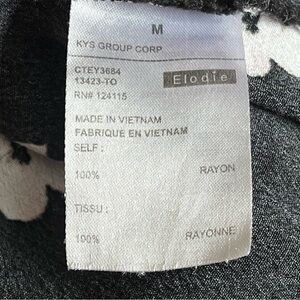 M
KYS GROUP CORP
CTEY3684
13423-TO
Elodie
RN# 124115
MADE IN VIETNAM
FABRIQUE EN VIETNAM
SELF :
100% RAYON
TISSU :
100% RAYONNE